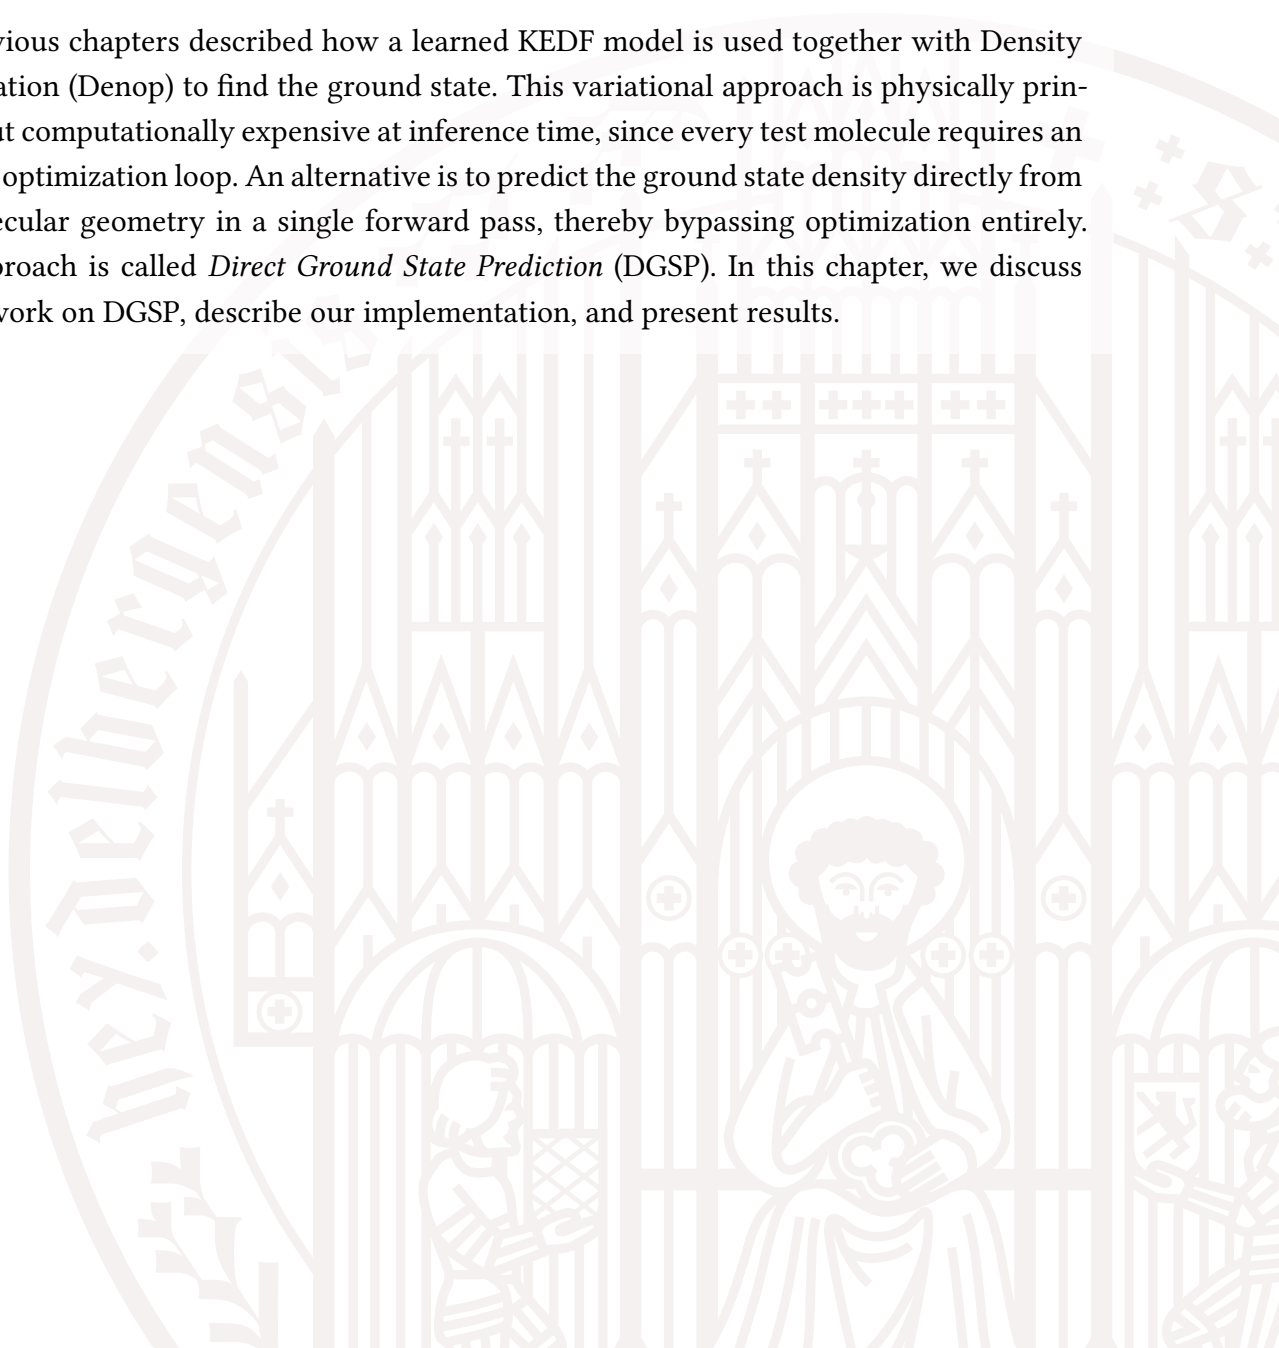 vious chapters described how a learned KEDF model is used together with Density
ation (Denop) to find the ground state. This variational approach is physically prin-
ut computationally expensive at inference time, since every test molecule requires an
optimization loop. An alternative is to predict the ground state density directly from
ecular geometry in a single forward pass, thereby bypassing optimization entirely.
proach is called Direct Ground State Prediction (DGSP). In this chapter, we discuss
work on DGSP, describe our implementation, and present results.
hey.delbergensis
S